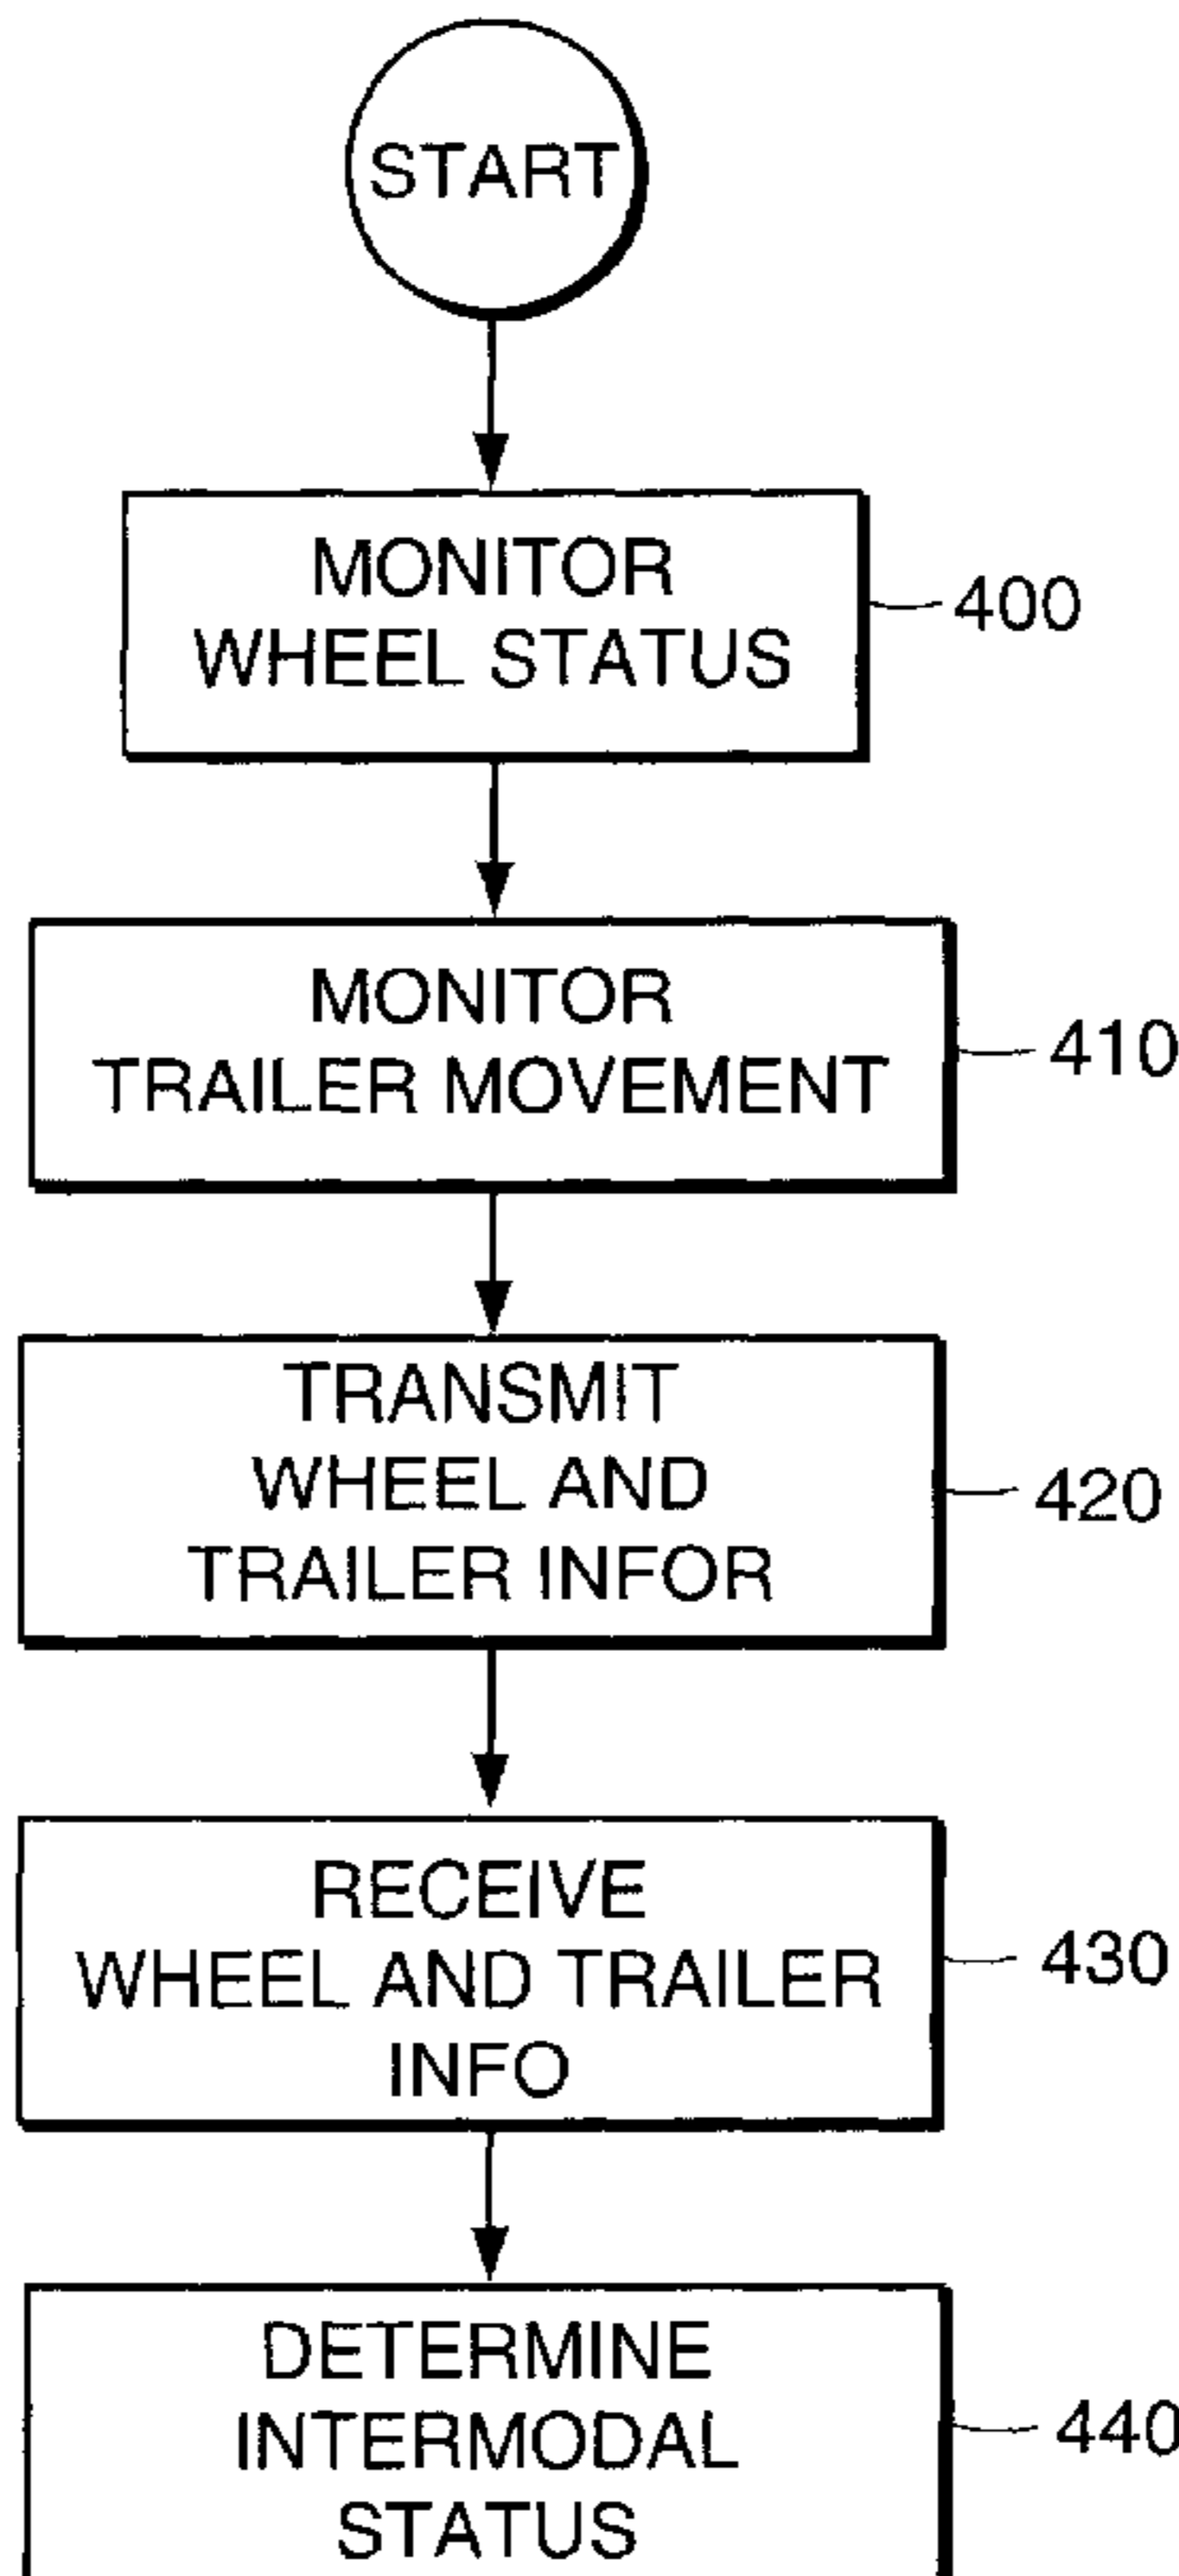 START
MONITOR
WHEEL STATUS
400
MONITOR
TRAILER MOVEMENT
410
TRANSMIT
WHEEL AND
TRAILER INFOR
420
RECEIVE
WHEEL AND TRAILER
INFO
430
DETERMINE
INTERMODAL
STATUS
440